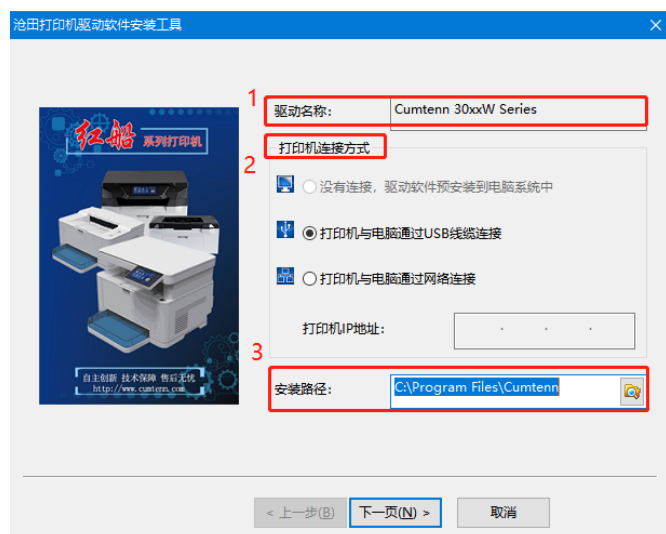 沧田打印机驱动软件安装工具
1
驱动名称: Cumtenn 30xxW Series
红船 系列打印机
2
打印机连接方式
没有连接，驱动软件预安装到电脑系统中
打印机与电脑通过USB线缆连接
打印机与电脑通过网络连接
打印机IP地址: . . .
3
自主创新 技术保障 售后无忧
http://www.cumtenn.com
安装路径: C:\Program Files\Cumtenn
< 上一步(B) 下一页(N) > 取消